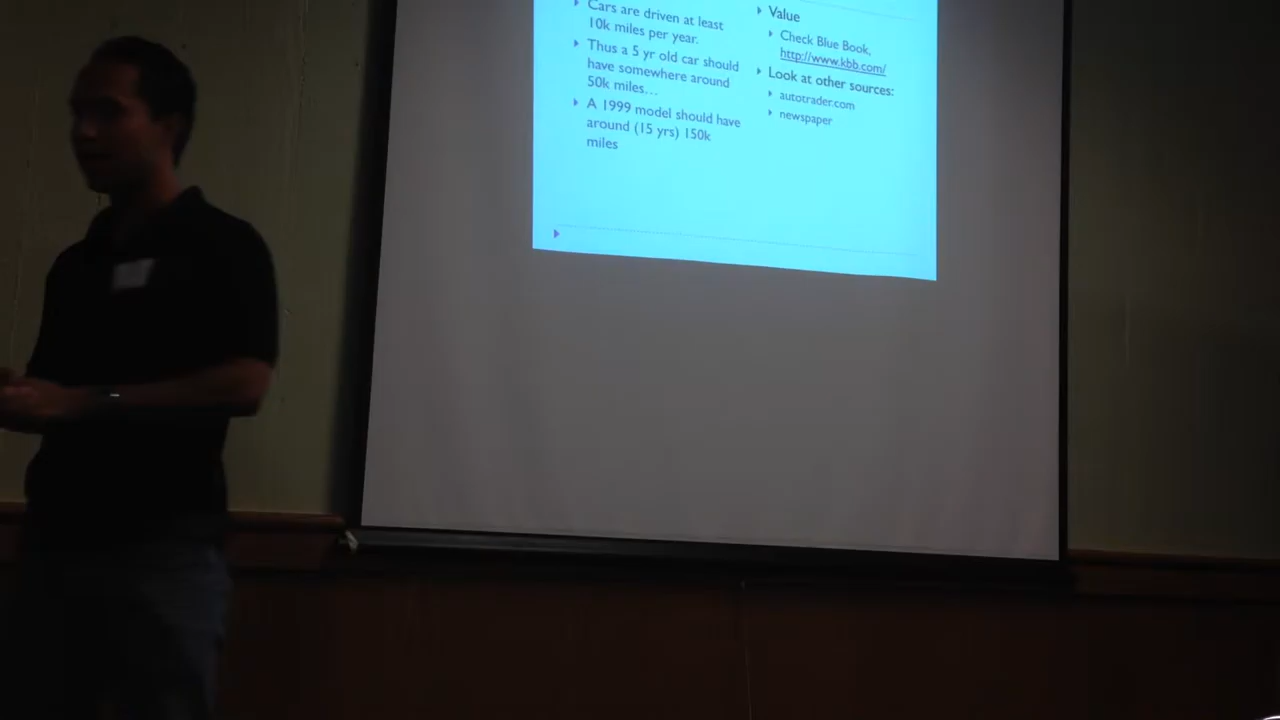 Cars are driven at least
10k miles per year.
Thus a 5 yr old car should
have somewhere around
50k miles...
A 1999 model should have
around (15 yrs) 150k
miles
Value
Check Blue Book,
http://www.kbb.com/
Look at other sources:
autotrader.com
newspaper